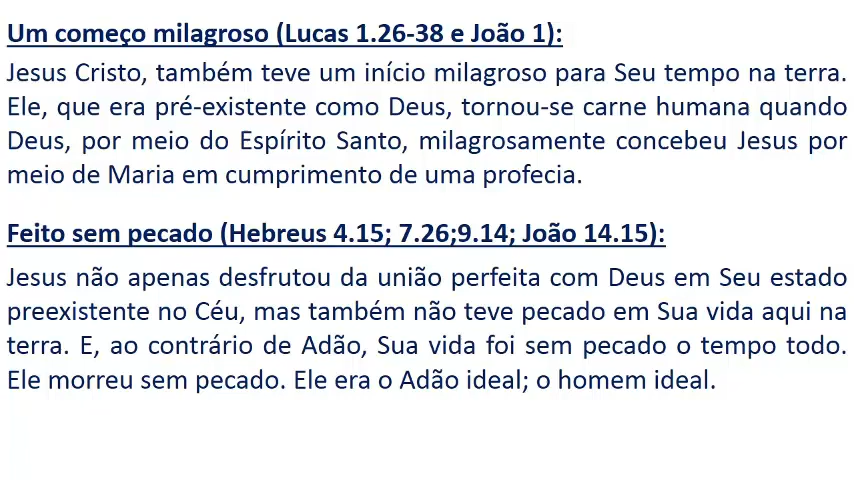 Um começo milagroso (Lucas 1.26-38 e João 1):
Jesus Cristo, também teve um início milagroso para Seu tempo na terra.
Ele, que era pré-existente como Deus, tornou-se carne humana quando
Deus, por meio do Espírito Santo, milagrosamente concebeu Jesus por
meio de Maria em cumprimento de uma profecia.
Feito sem pecado (Hebreus 4.15; 7.26;9.14; João 14.15):
Jesus não apenas desfrutou da união perfeita com Deus em Seu estado
preexistente no Céu, mas também não teve pecado em Sua vida aqui na
terra. E, ao contrário de Adão, Sua vida foi sem pecado o tempo todo.
Ele morreu sem pecado. Ele era o Adão ideal; o homem ideal.